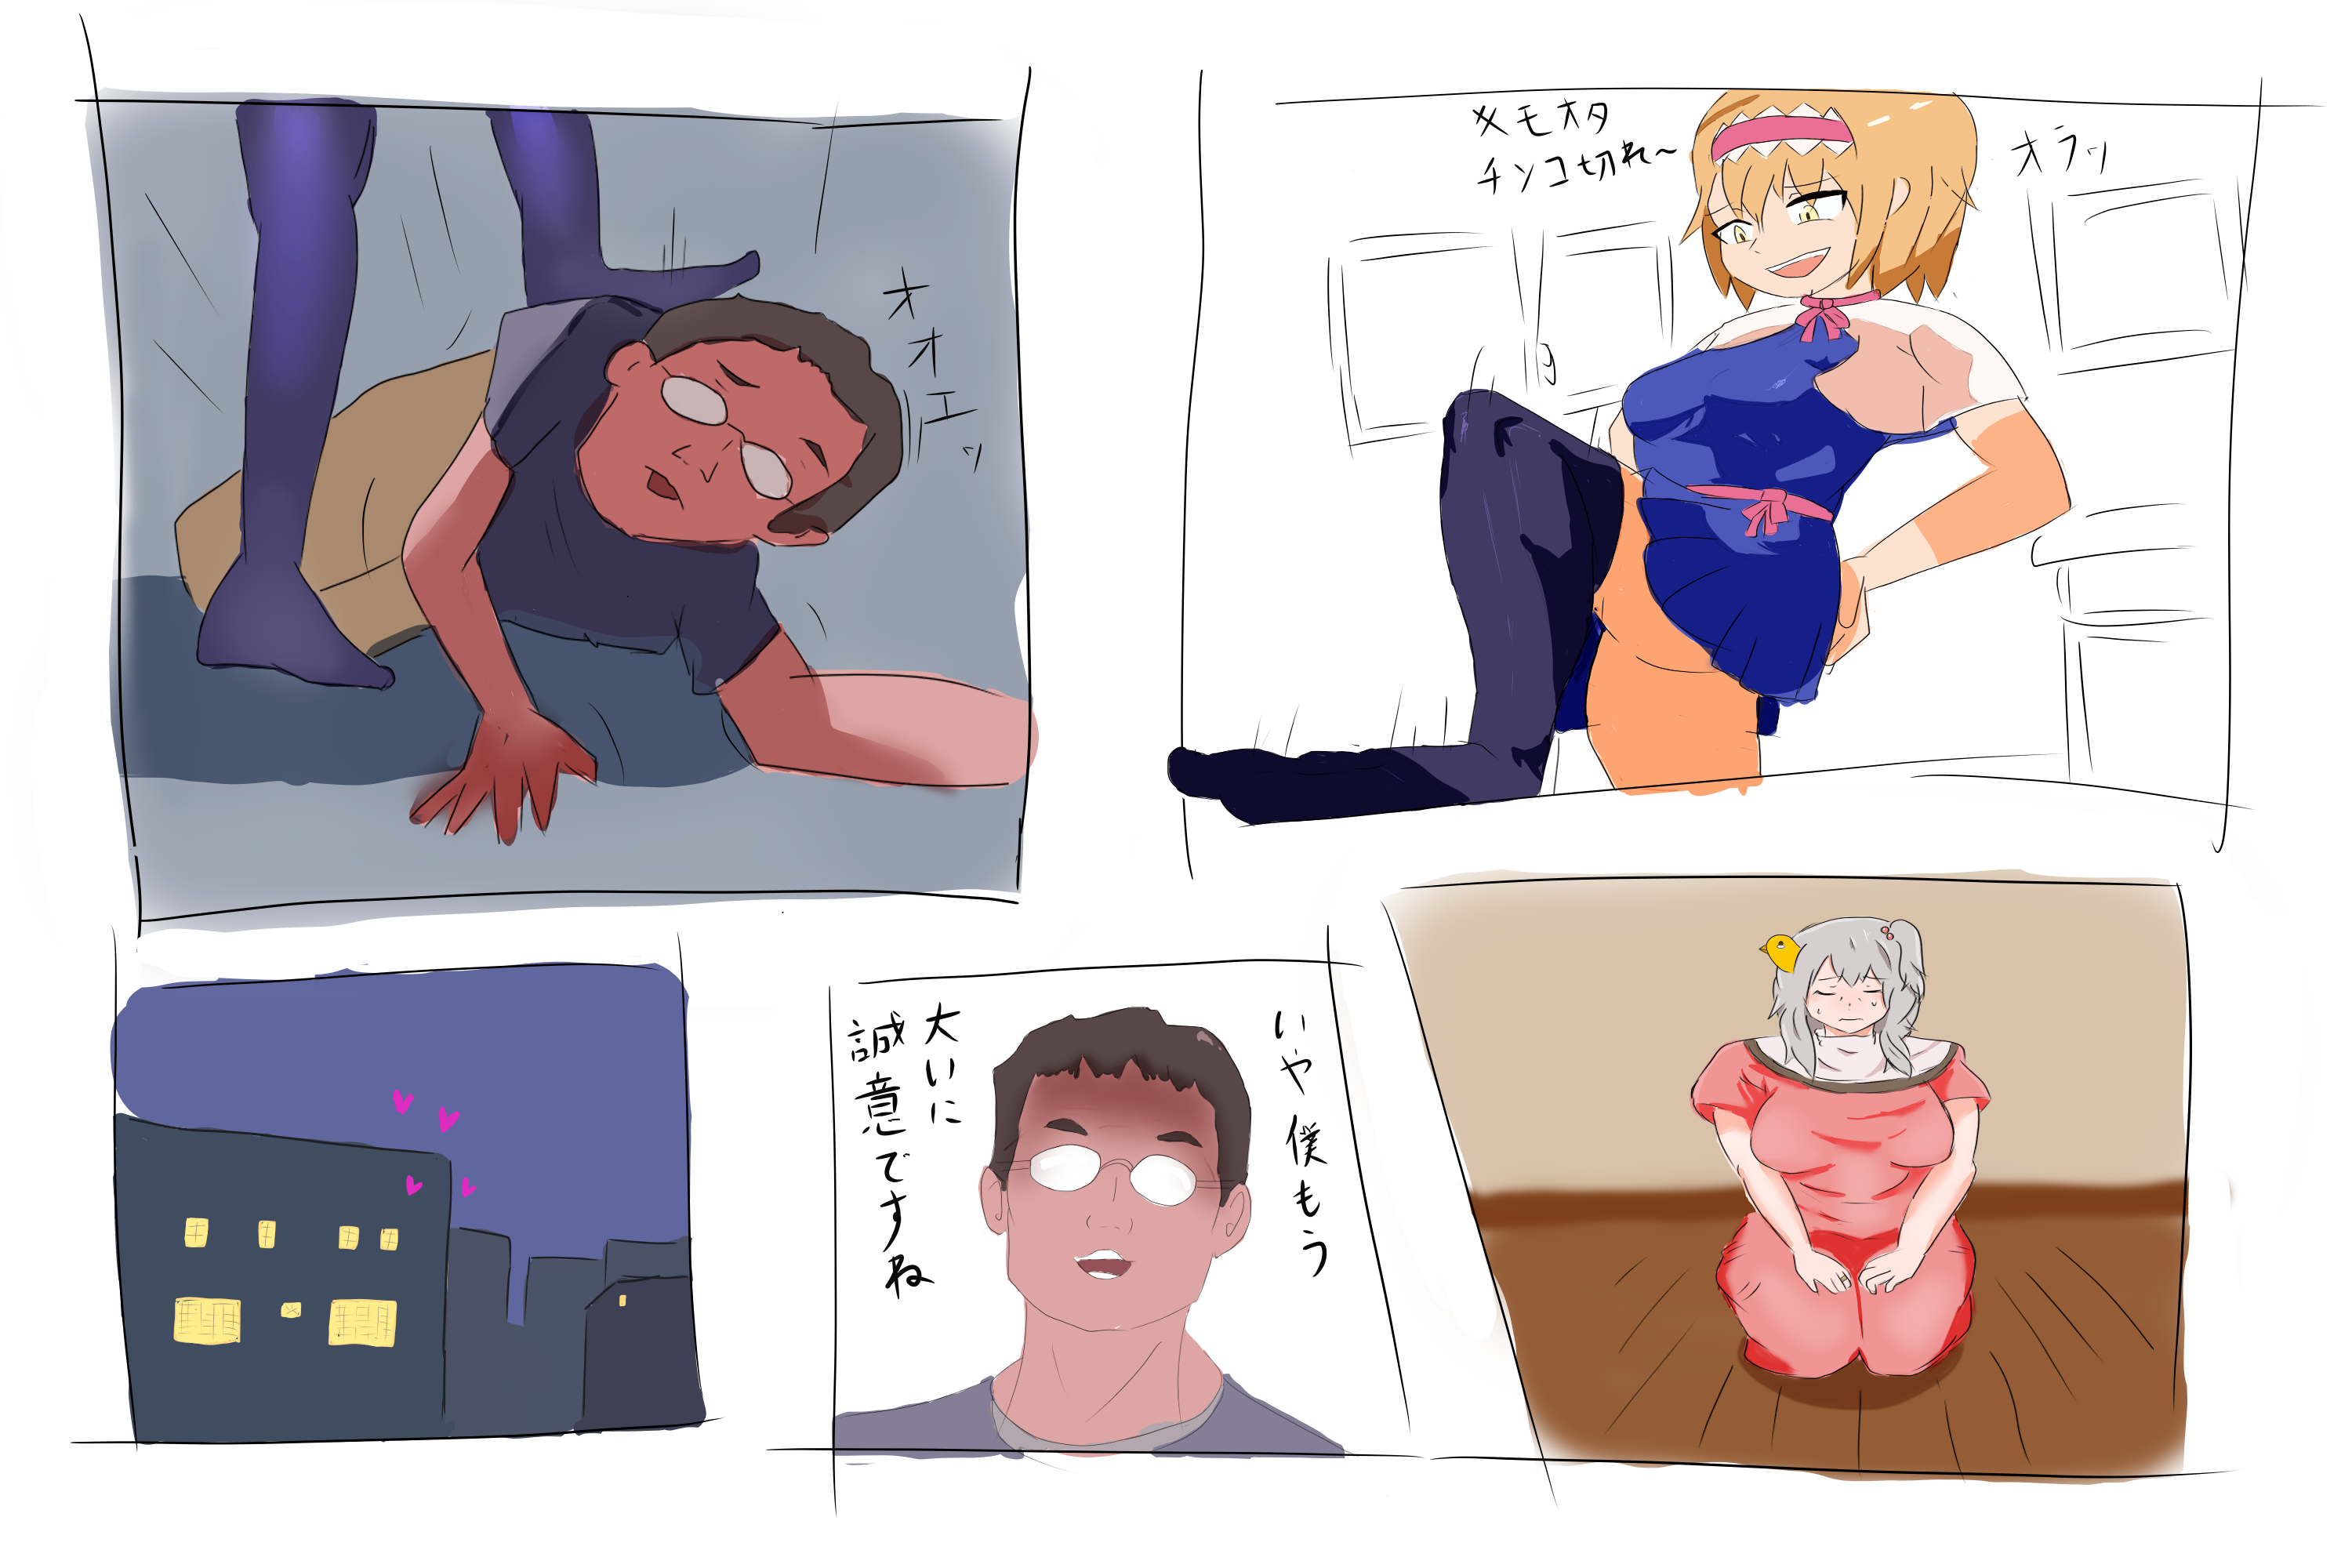 オラッ
キモオタ
チンコ切れ〜
オオエッ
いや僕もう
大いに
誠意ですね